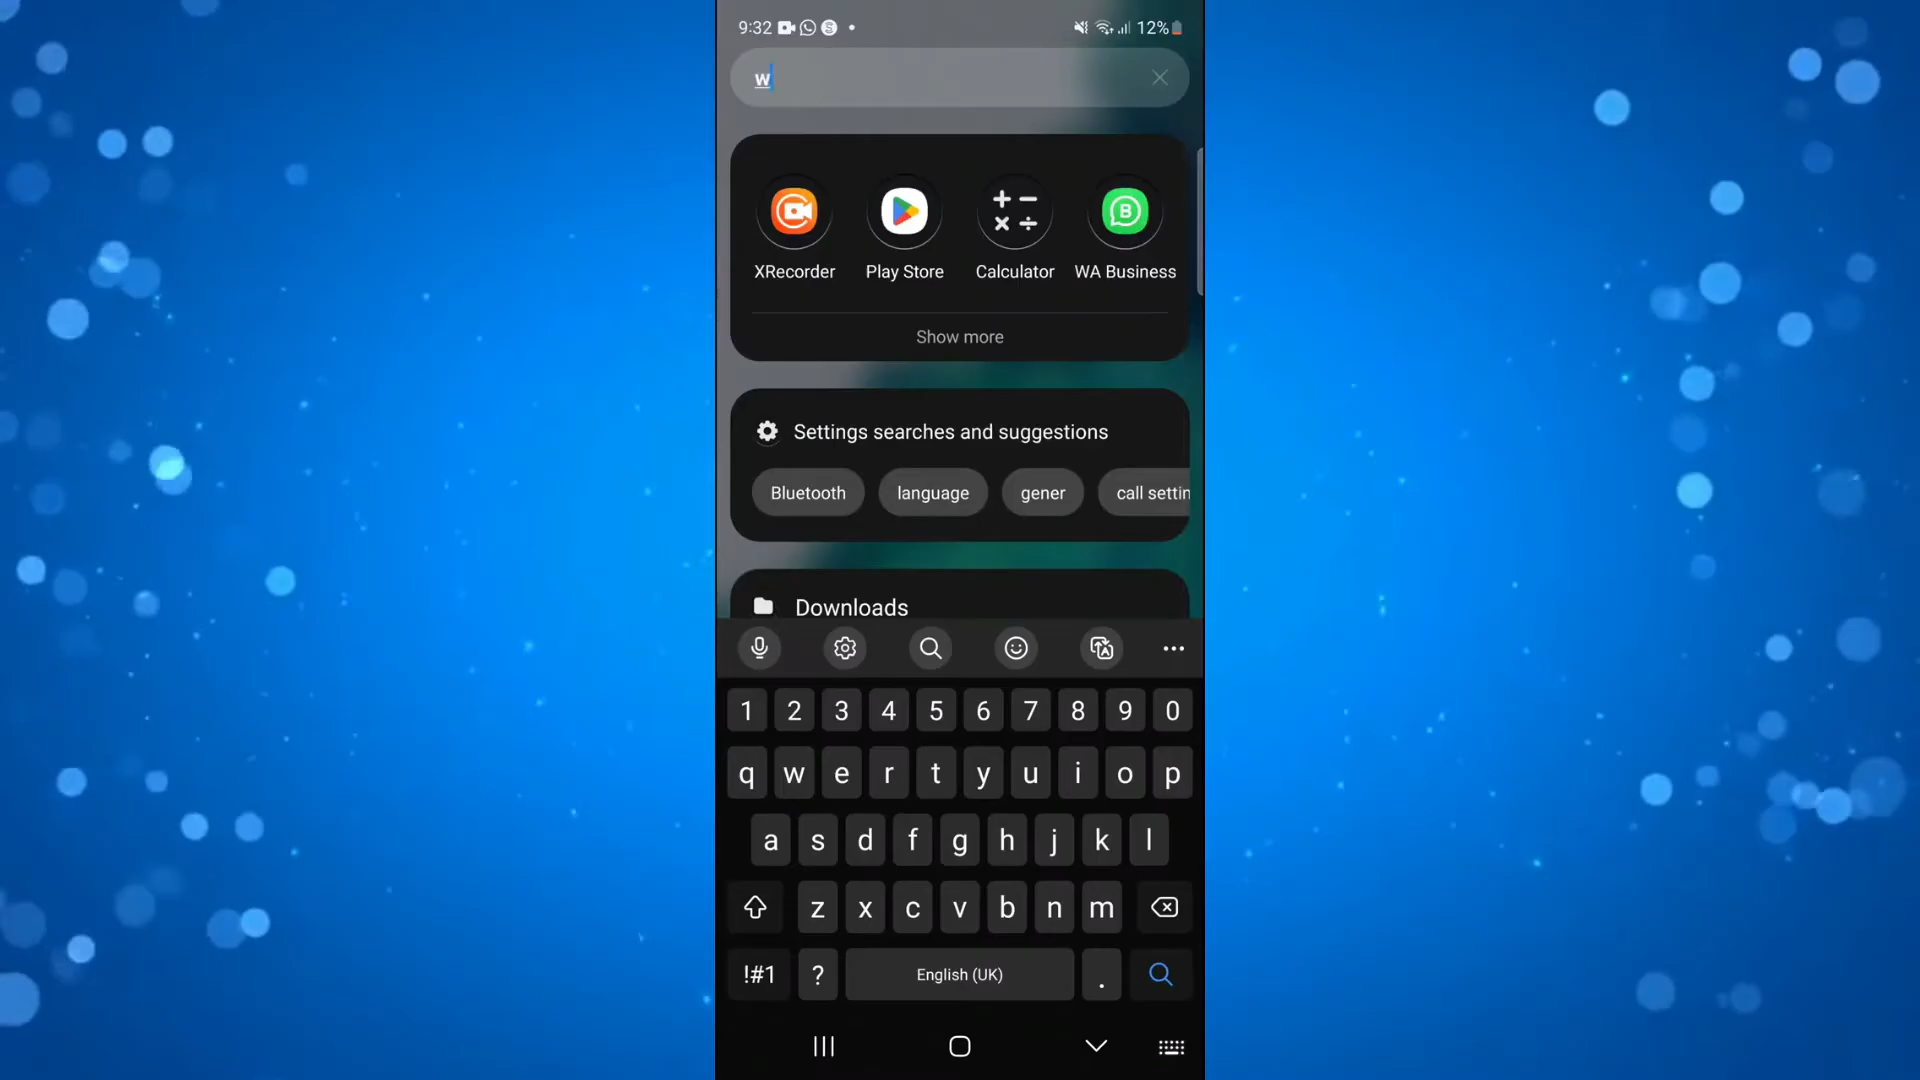 9:32 12%
w
XRecorder Play Store Calculator WA Business
Show more
Settings searches and suggestions
Bluetooth language gener call settin
Downloads
1 2 3 4 5 6 7 8 9 0
q w e r t y u i o p
a s d f g h j k l
z x c v b n m
!#1 ? English (UK) .